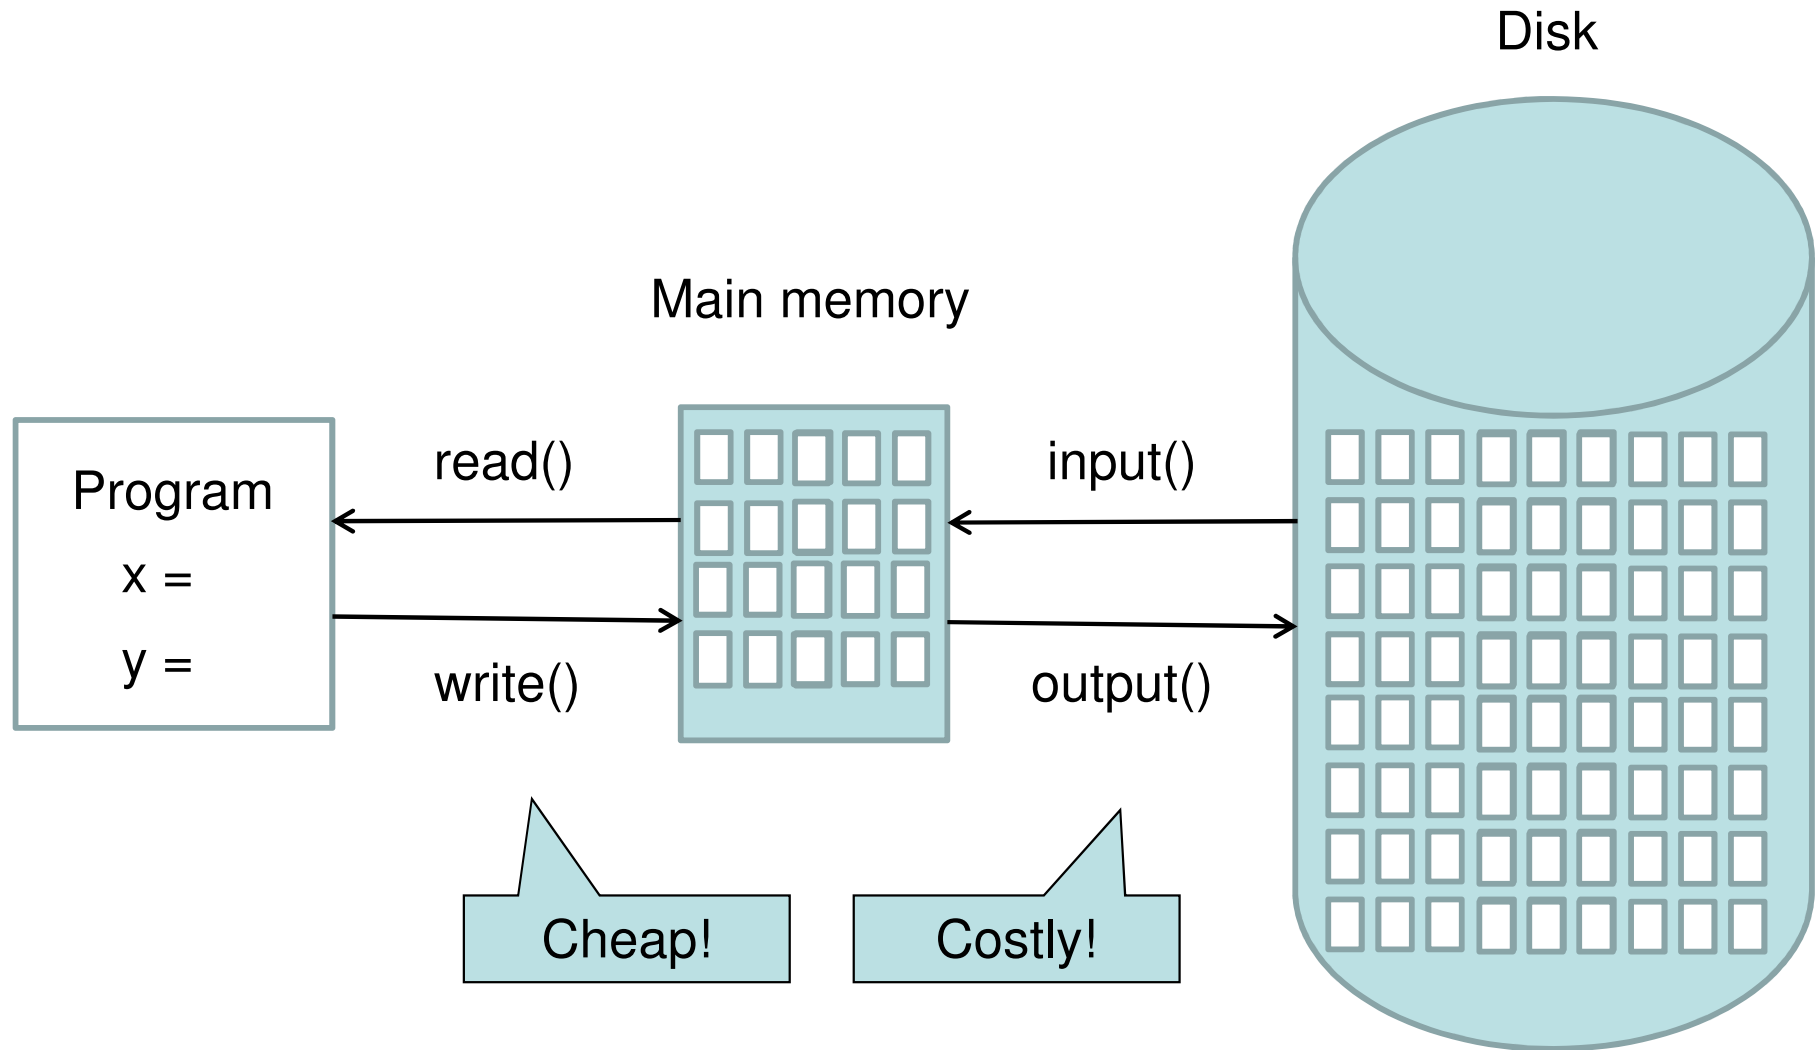 Disk
Main memory
Program
x =
y =
read()
write()
input()
output()
Cheap!
Costly!